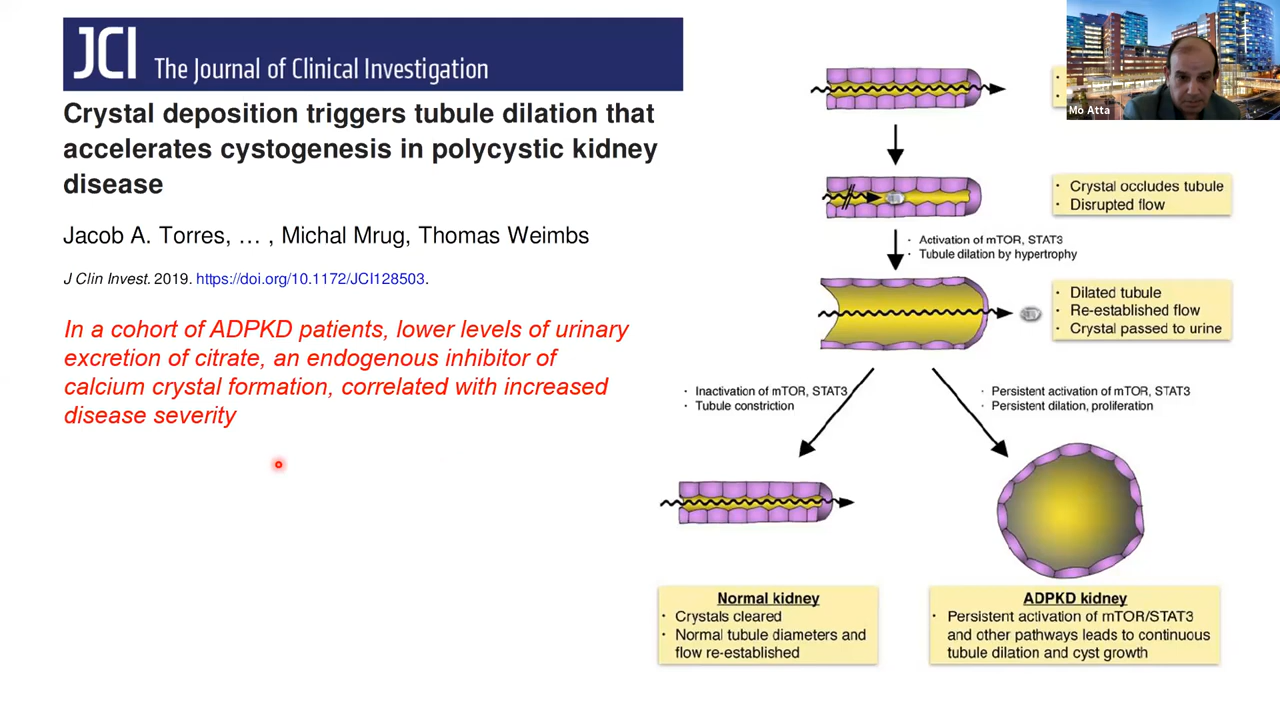 JCI The Journal of Clinical Investigation
Crystal deposition triggers tubule dilation that
accelerates cystogenesis in polycystic kidney
disease
Jacob A. Torres, … , Michal Mrug, Thomas Weimbs
J Clin Invest. 2019. https://doi.org/10.1172/JCI128503.
In a cohort of ADPKD patients, lower levels of urinary
excretion of citrate, an endogenous inhibitor of
calcium crystal formation, correlated with increased
disease severity
Mo Atta
• Crystal occludes tubule
• Disrupted flow
• Activation of mTOR, STAT3
• Tubule dilation by hypertrophy
• Dilated tubule
• Re-established flow
• Crystal passed to urine
• Inactivation of mTOR, STAT3
• Tubule constriction
• Persistent activation of mTOR, STAT3
• Persistent dilation, proliferation
Normal kidney
• Crystals cleared
• Normal tubule diameters and
flow re-established
ADPKD kidney
• Persistent activation of mTOR/STAT3
and other pathways leads to continuous
tubule dilation and cyst growth